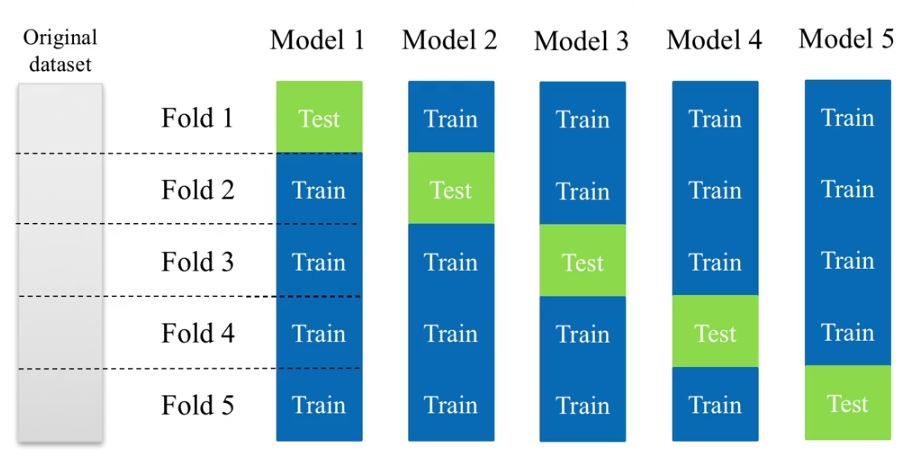 Original
dataset
Model 1 Model 2 Model 3 Model 4 Model 5
Fold 1 Test Train Train Train Train
Fold 2 Train Test Train Train Train
Fold 3 Train Train Test Train Train
Fold 4 Train Train Train Test Train
Fold 5 Train Train Train Train Test